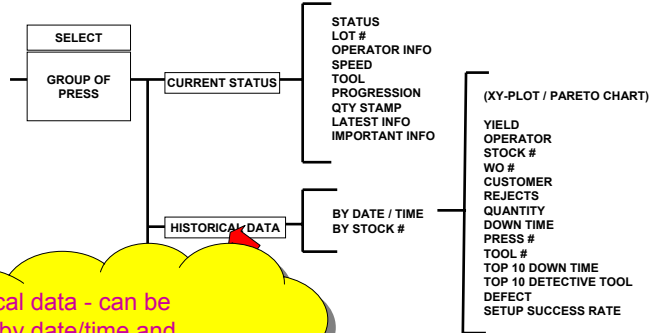 SELECT
GROUP OF
PRESS
CURRENT STATUS
STATUS
LOT #
OPERATOR INFO
SPEED
TOOL
PROGRESSION
QTY STAMP
LATEST INFO
IMPORTANT INFO
HISTORICAL DATA
BY DATE / TIME
BY STOCK #
(XY-PLOT / PARETO CHART)
YIELD
OPERATOR
STOCK #
WO #
CUSTOMER
REJECTS
QUANTITY
DOWN TIME
PRESS #
TOOL #
TOP 10 DOWN TIME
TOP 10 DETECTIVE TOOL
DEFECT
SETUP SUCCESS RATE
cal data - can be
by date/time and